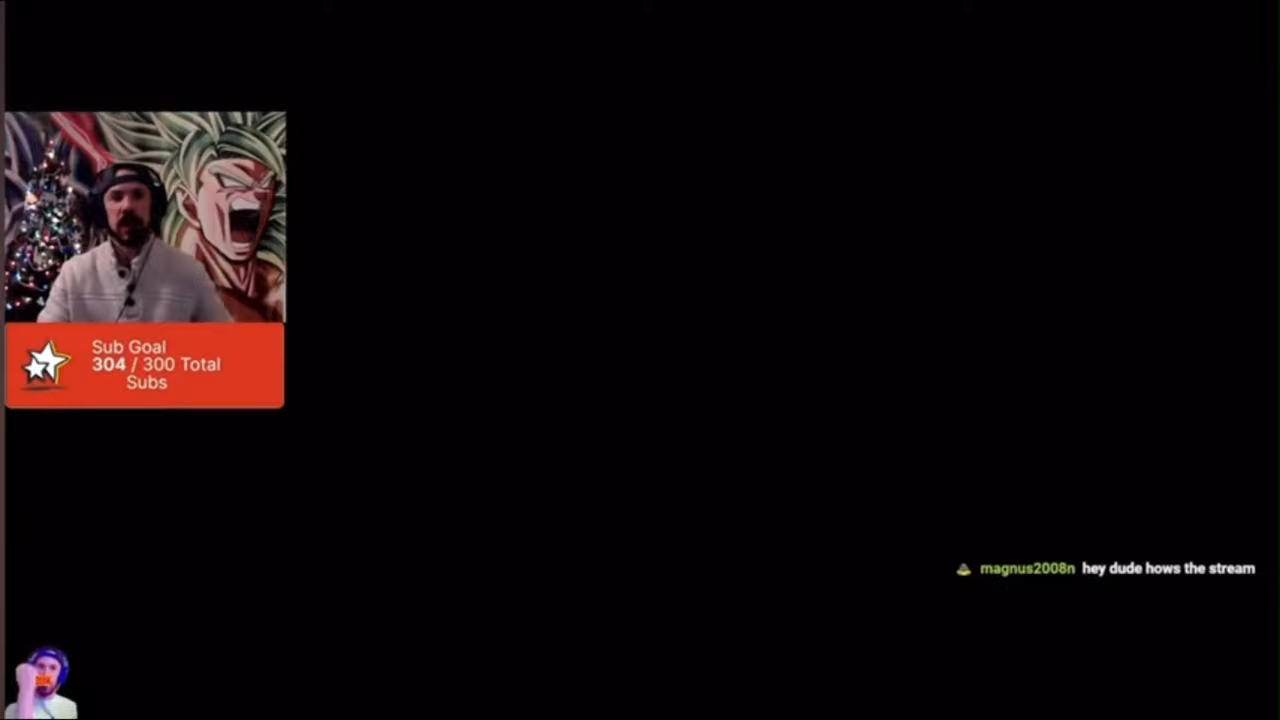 Sub Goal
304 / 300 Total
Subs
magnus2008n hey dude hows the stream